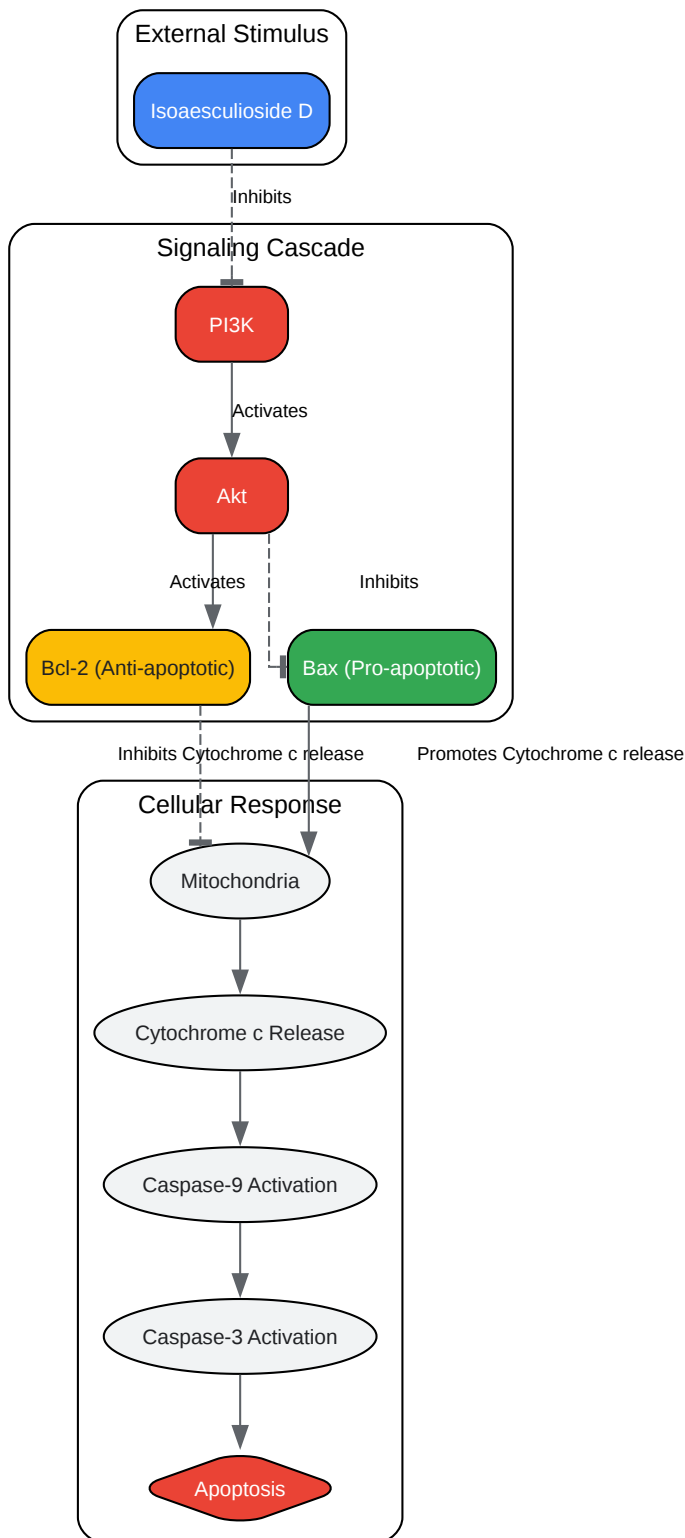 External Stimulus
Isoaesculioside D
Inhibits
Signaling Cascade
PI3K
Activates
Akt
Activates
Inhibits
Bcl-2 (Anti-apoptotic)
Bax (Pro-apoptotic)
Inhibits Cytochrome c release
Promotes Cytochrome c release
Cellular Response
Mitochondria
Cytochrome c Release
Caspase-9 Activation
Caspase-3 Activation
Apoptosis